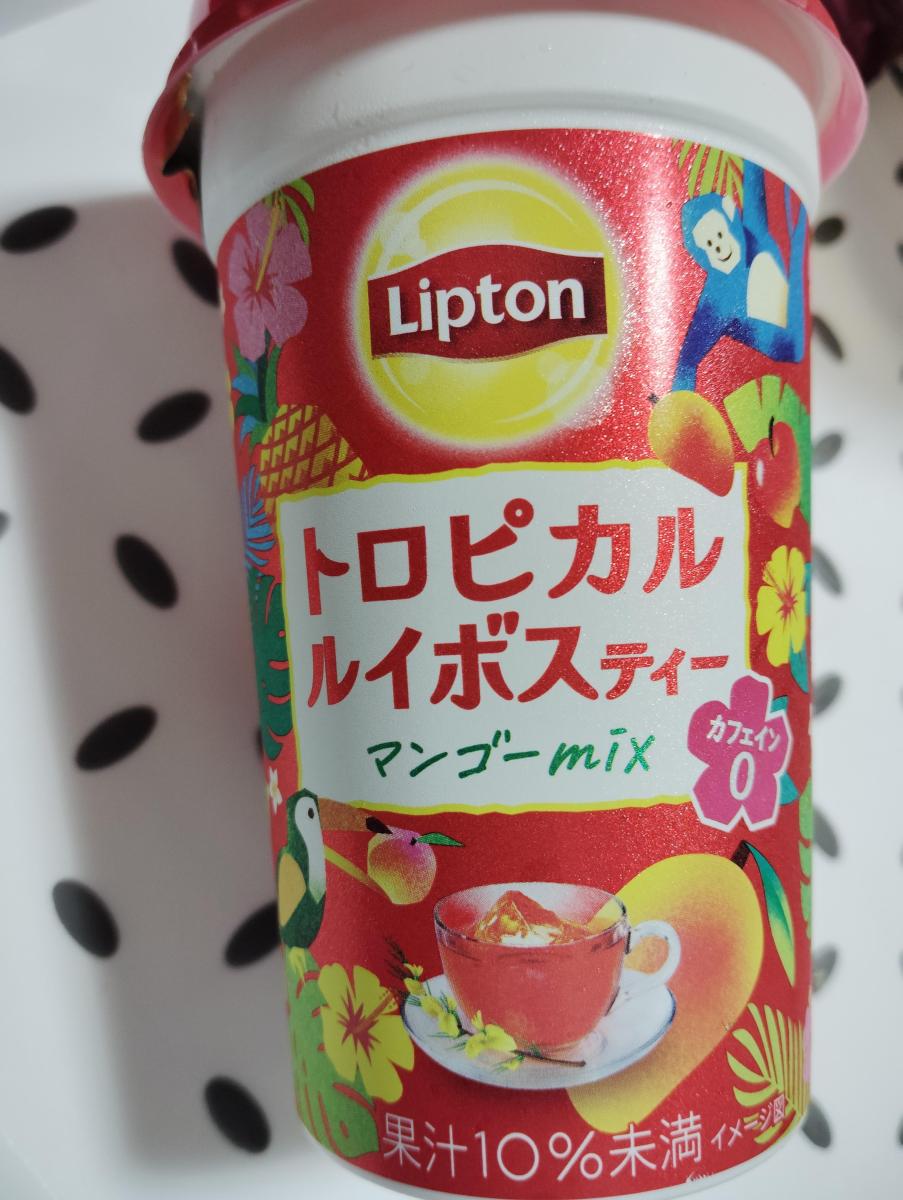 Lipton
トロピカル
ルイボスティー
マンゴーmix
カフェイン
0
果汁10%未満 イメージ図